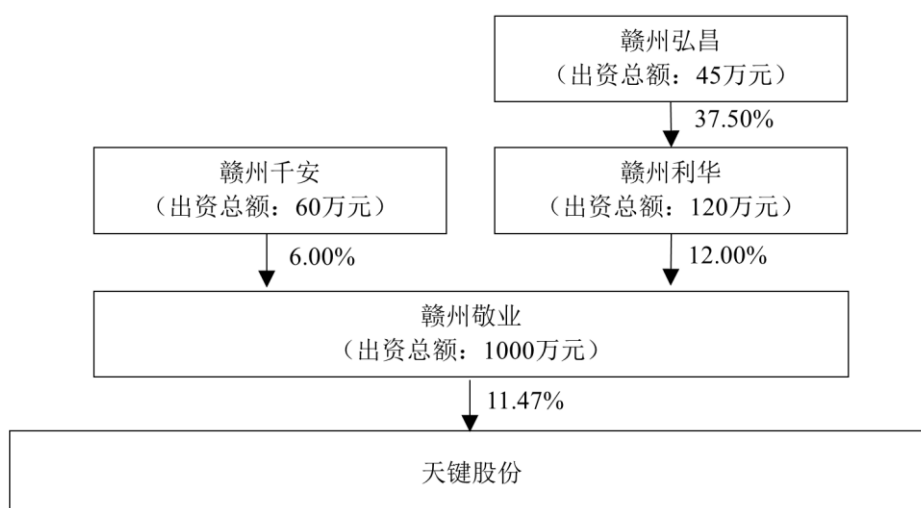 赣州弘昌
（出资总额：45万元）
37.50%
赣州千安
（出资总额：60万元）
赣州利华
（出资总额：120万元）
6.00%
12.00%
赣州敬业
（出资总额：1000万元）
11.47%
天键股份